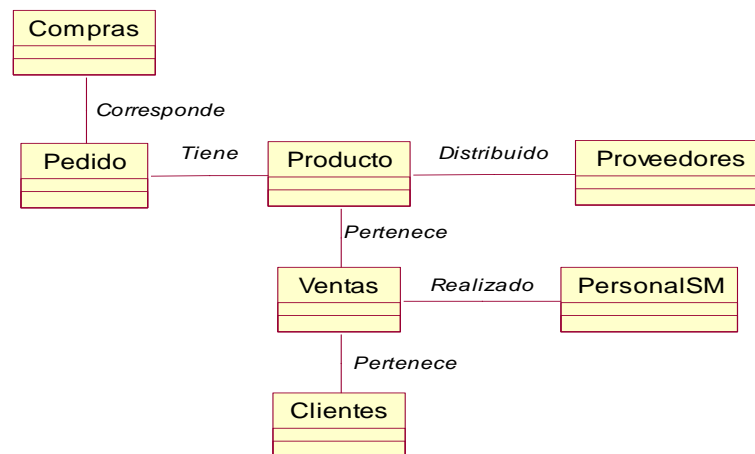 Compras
Corresponde
Pedido
Tiene
Producto
Distribuido
Proveedores
Pertenece
Ventas
Realizado
PersonalSM
Pertenece
Clientes